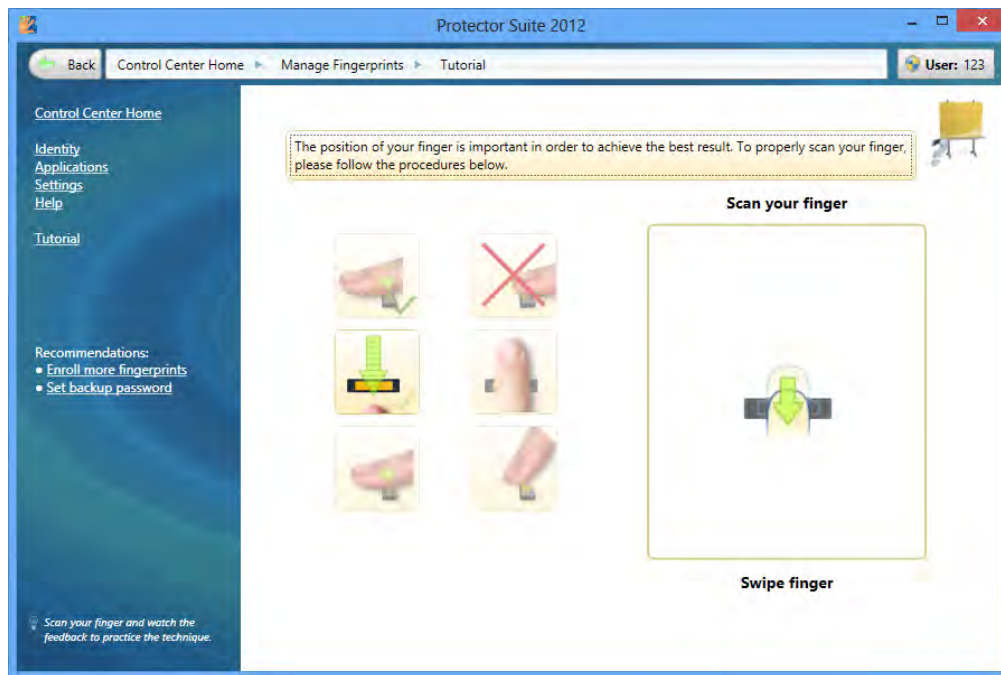 Protector Suite 2012
Back
Control Center Home
Manage Fingerprints
Tutorial
User: 123
Control Center Home
Identity
Applications
Settings
Help
Tutorial
Recommendations:
• Enroll more fingerprints
• Set backup password
Scan your finger and watch the
feedback to practice the technique.
The position of your finger is important in order to achieve the best result. To properly scan your finger,
please follow the procedures below.
Scan your finger
Swipe finger